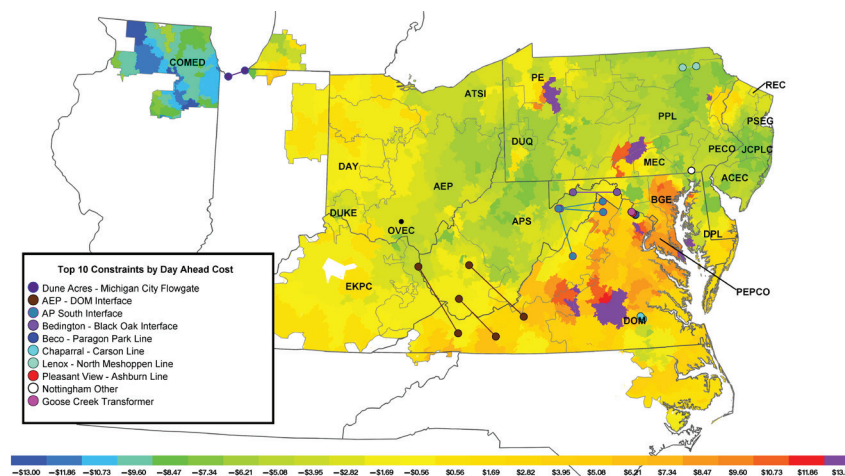 COMED
PE
REC
ATSI
PPL
PSEG
DUQ
PECO
JCPLC
MEC
DAY
ACEC
AEP
BGE
DUKE
APS
OVEC
DPL
EKPC
PEPCO
DOM
Top 10 Constraints by Day Ahead Cost
Dune Acres - Michigan City Flowgate
AEP - DOM Interface
AP South Interface
Bedington - Black Oak Interface
Beco - Paragon Park Line
Chaparral - Carson Line
Lenox - North Meshoppen Line
Pleasant View - Ashburn Line
Nottingham Other
Goose Creek Transformer
–$13.00 –$11.86 –$10.73 –$9.60 –$8.47 –$7.34 –$6.21 –$5.08 –$3.95 –$2.82 –$1.69 –$0.56 $0.56 $1.69 $2.82 $3.95 $5.08 $6.21 $7.34 $8.47 $9.60 $10.73 $11.86